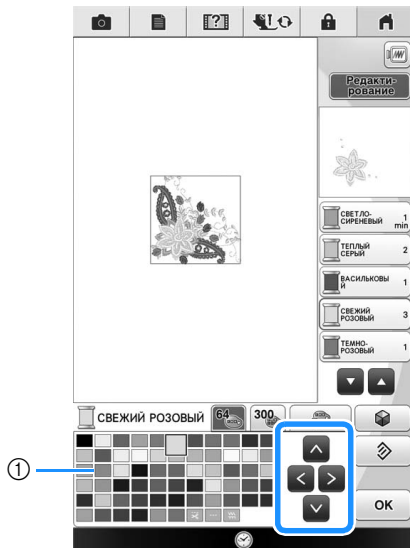 Редакти-
рование
СВЕТЛО-
СИРЕНЕВЫЙ 1
min
ТЕПЛЫЙ
СЕРЫЙ 2
ВАСИЛЬКОВЫ
Й 1
СВЕЖИЙ
РОЗОВЫЙ 3
ТЕМНО-
РОЗОВЫЙ 1
СВЕЖИЙ РОЗОВЫЙ 64 300
①
OK